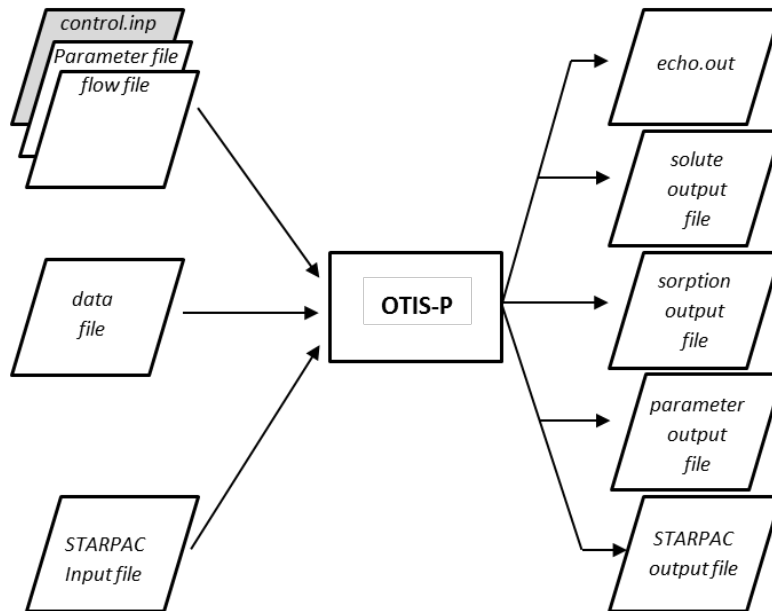 control.inp
Parameter file
flow file
data
file
STARPAC
Input file
OTIS-P
echo.out
solute
output
file
sorption
output
file
parameter
output
file
STARPAC
output file